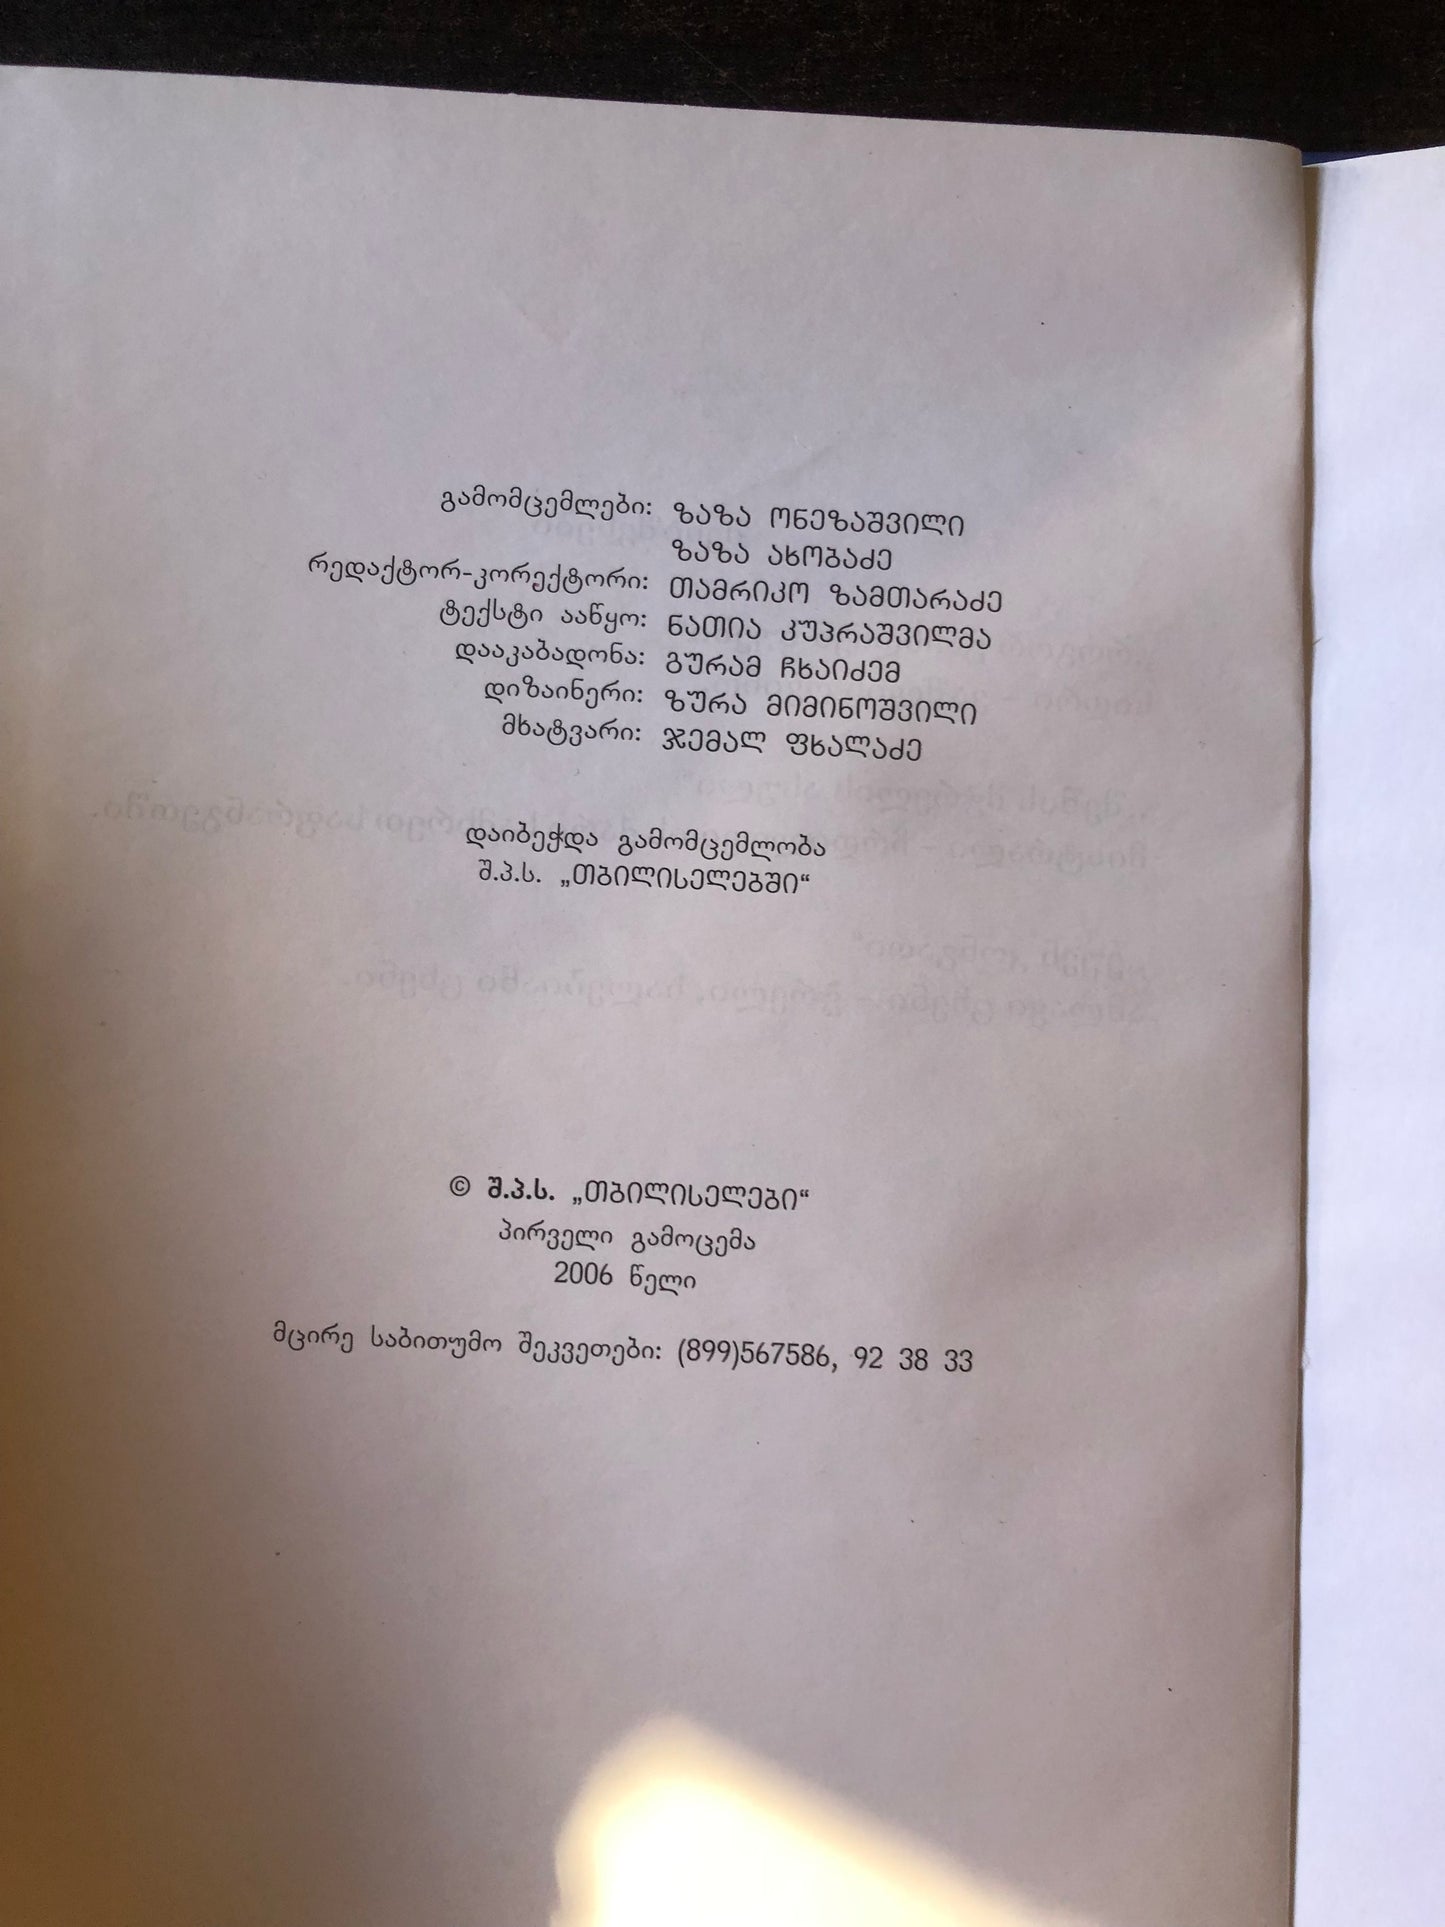 გამომცემლები: ზაზა ონეზაშვილი
ზაზა ახობაძე
რედაქტორ-კორექტორი: თამრიკო ზამთარაძე
ტექსტი ააწყო: ნათია კუპრაშვილმა
დააკაბადონა: გურამ ჩხაიძემ
დიზაინერი: ზურა მიმინოშვილი
მხატვარი: ჯემალ ფხალაძე
დაიბეჭდა გამომცემლობა
შ.პ.ს. „თბილისელებში“
© შ.პ.ს. „თბილისელები“
პირველი გამოცემა
2006 წელი
მცირე საბითუმო შეკვეთები: (899)567586, 92 38 33